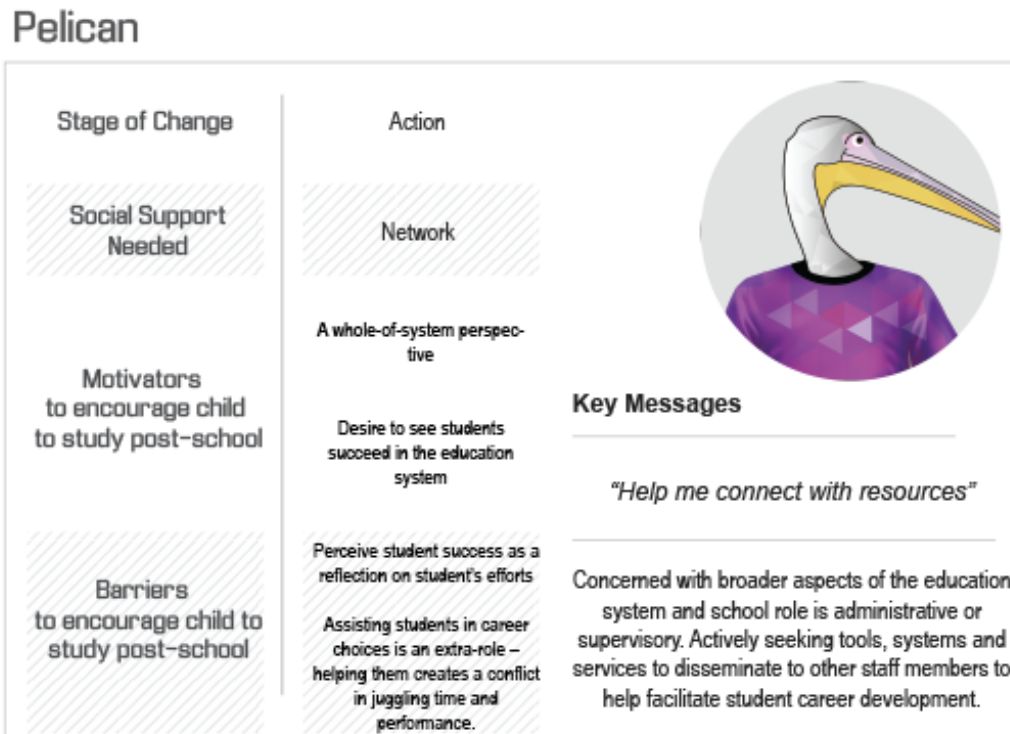 Pelican
Stage of Change
Action
Social Support
Needed
Network
Motivators
to encourage child
to study post-school
A whole-of-system perspec-
tive
Desire to see students
succeed in the education
system
Barriers
to encourage child to
study post-school
Perceive student success as a
reflection on student's efforts
Assisting students in career
choices is an extra-role –
helping them creates a conflict
in juggling time and
performance.
Key Messages
“Help me connect with resources”
Concerned with broader aspects of the education
system and school role is administrative or
supervisory. Actively seeking tools, systems and
services to disseminate to other staff members to
help facilitate student career development.